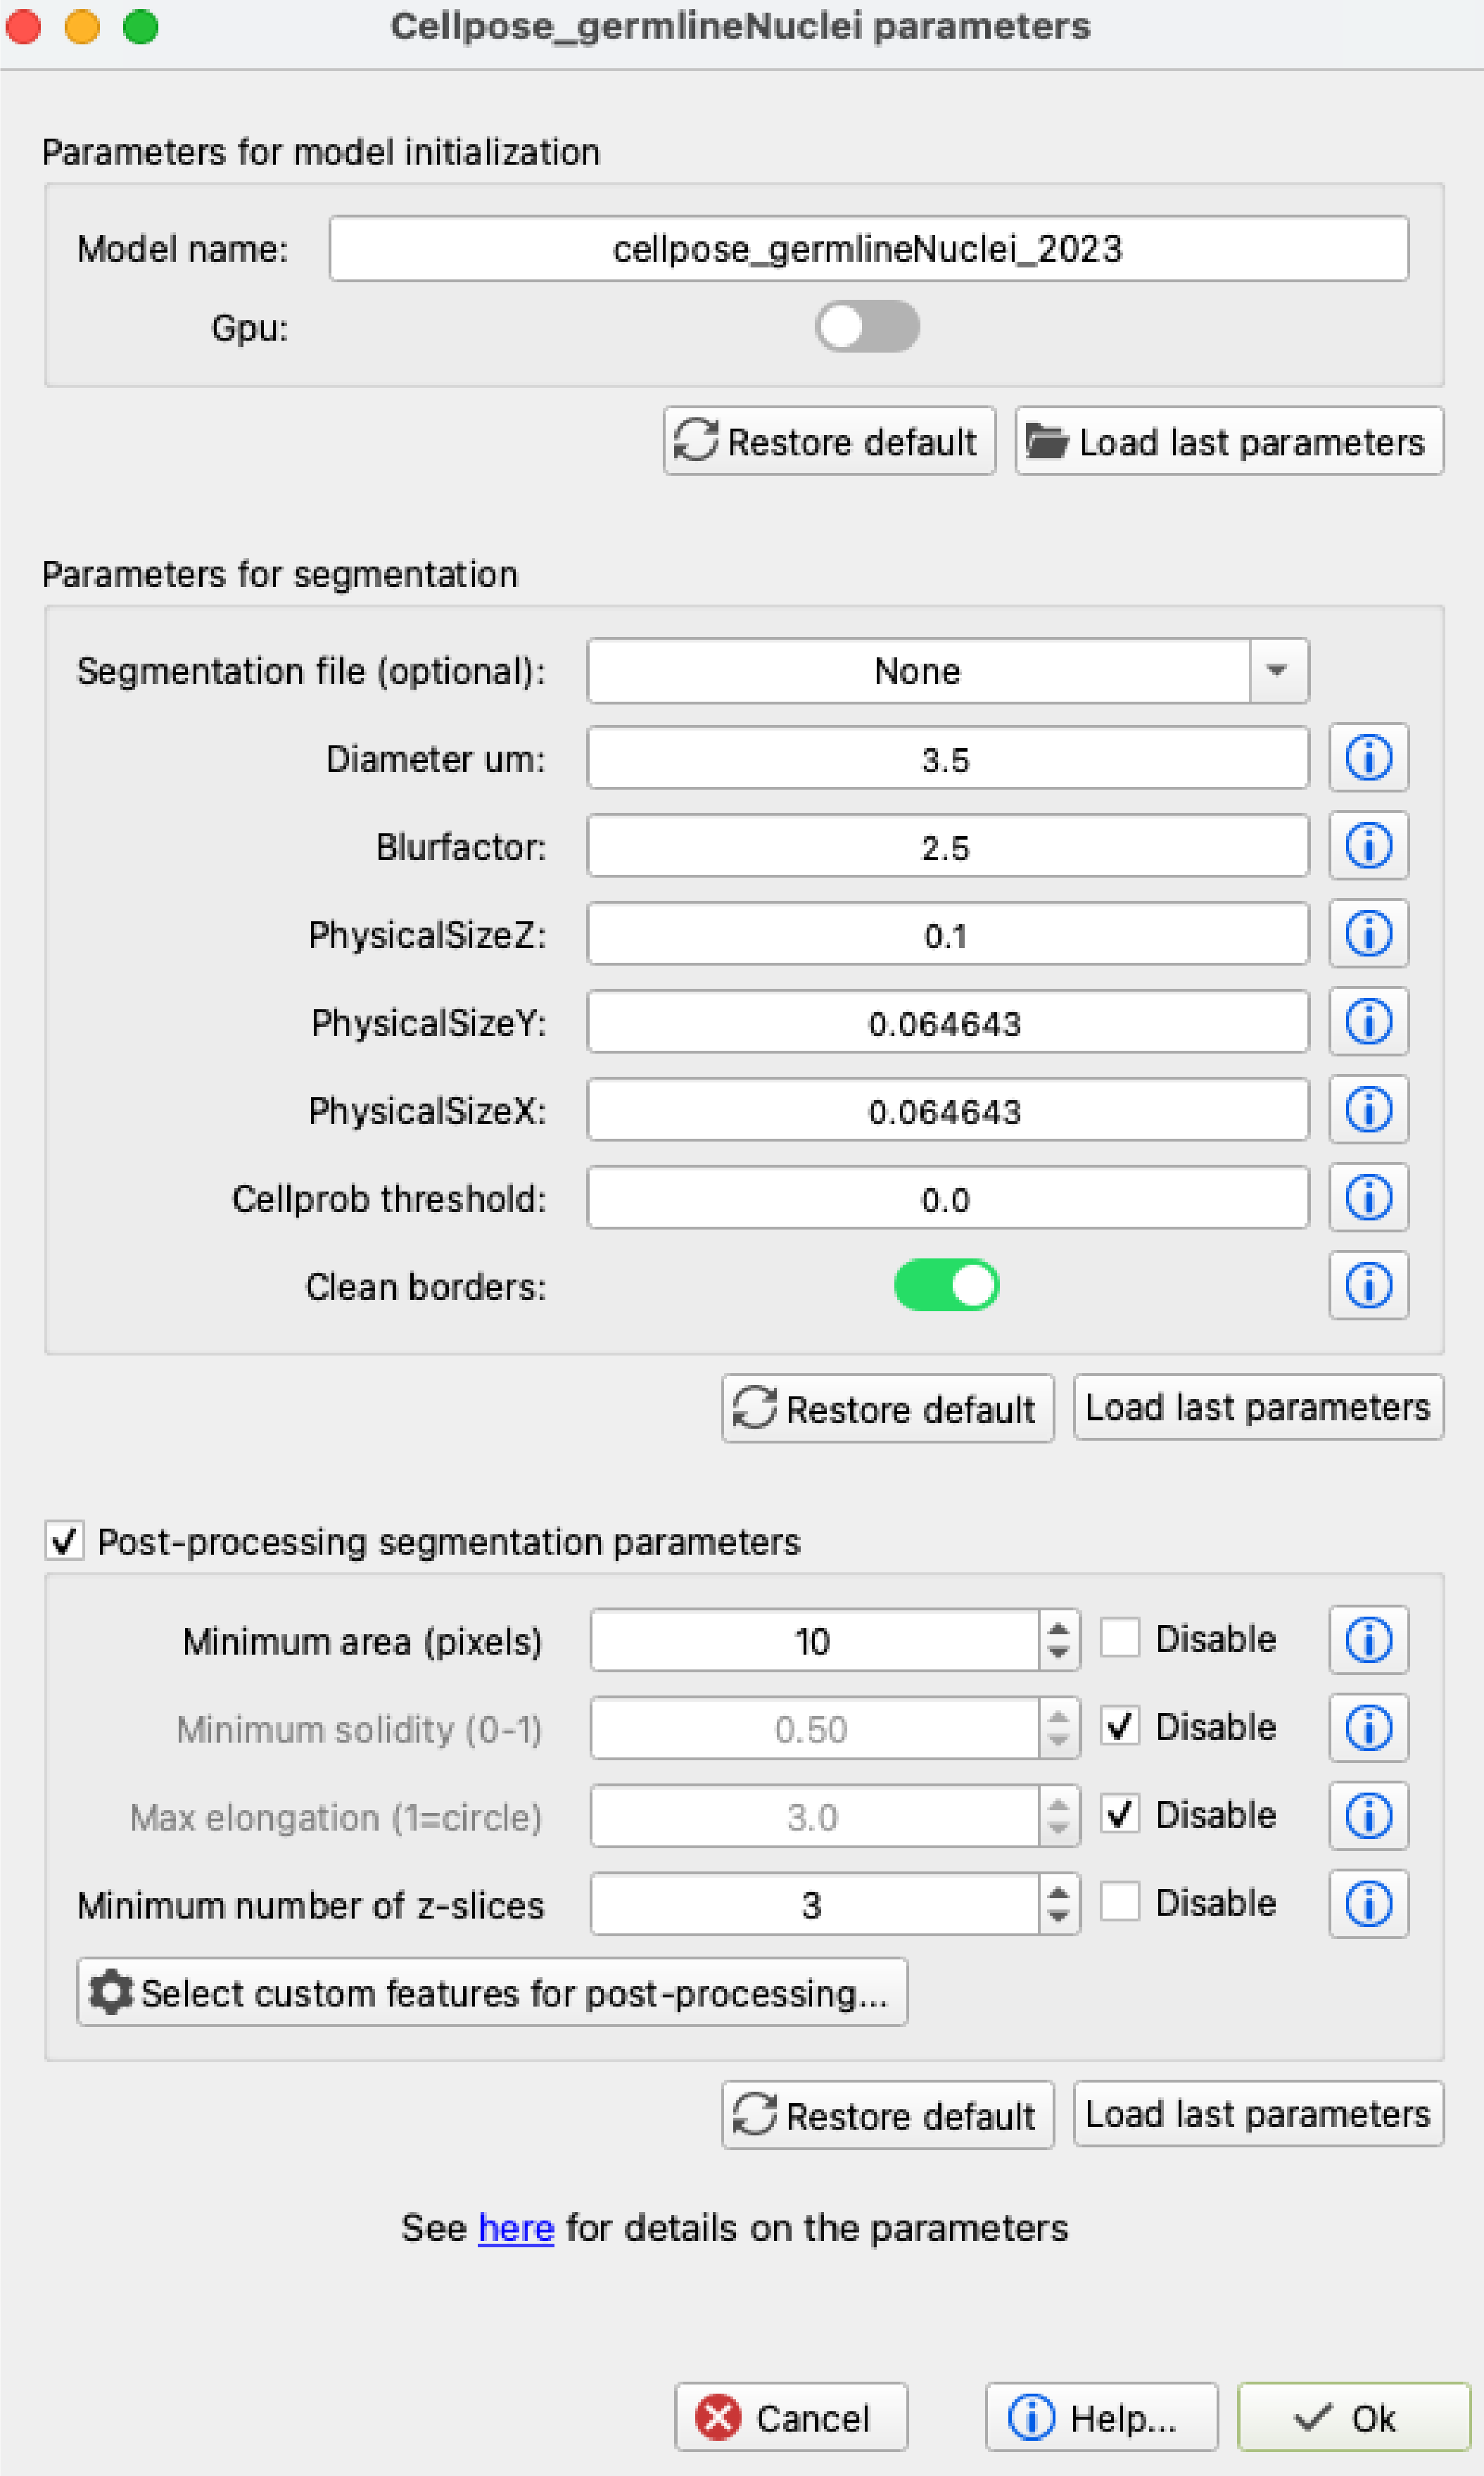 Cellpose_germlineNuclei parameters
Parameters for model initialization
Model name: cellpose_germlineNuclei_2023
Gpu:
Restore default Load last parameters
Parameters for segmentation
Segmentation file (optional): None
Diameter um: 3.5
Blurfactor: 2.5
PhysicalSizeZ: 0.1
PhysicalSizeY: 0.064643
PhysicalSizeX: 0.064643
Cellprob threshold: 0.0
Clean borders:
Restore default Load last parameters
Post-processing segmentation parameters
Minimum area (pixels) 10 Disable
Minimum solidity (0-1) 0.50 Disable
Max elongation (1=circle) 3.0 Disable
Minimum number of z-slices 3 Disable
Select custom features for post-processing...
Restore default Load last parameters
See here for details on the parameters
Cancel Help... Ok